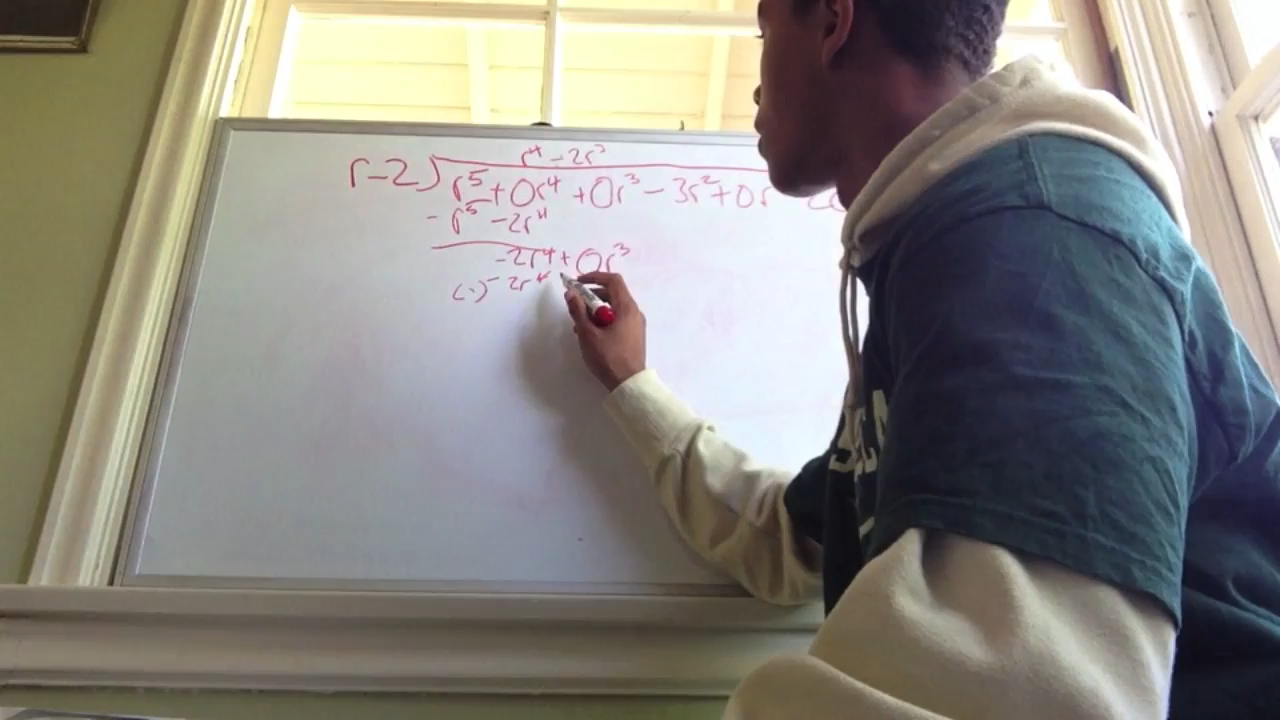 r⁴ - 2r³
r-2) r⁵ + 0r⁴ + 0r³ - 3r² + 0r
- r⁵ - 2r⁴
-2r⁴ + 0r³
(-) - 2r⁴